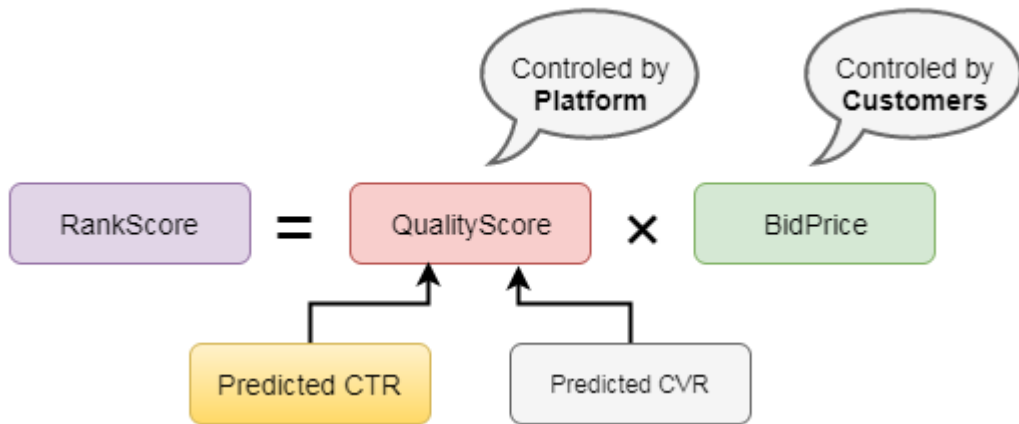 Controled by
Platform
Controled by
Customers
RankScore
=
QualityScore
×
BidPrice
Predicted CTR
Predicted CVR